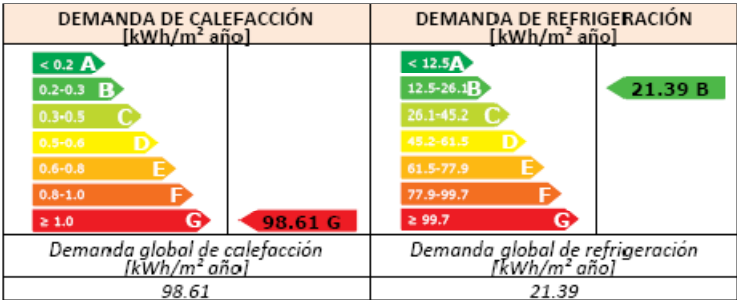 DEMANDA DE CALEFACCIÓN
[kWh/m² año]
< 0.2 A
0.2-0.3 B
0.3-0.5 C
0.5-0.6 D
0.6-0.8 E
0.8-1.0 F
≥ 1.0 G
98.61 G
Demanda global de calefacción
[kWh/m² año]
98.61
DEMANDA DE REFRIGERACIÓN
[kWh/m² año]
< 12.5 A
12.5-26.1 B
26.1-45.2 C
45.2-61.5 D
61.5-77.9 E
77.9-99.7 F
≥ 99.7 G
21.39 B
Demanda global de refrigeración
[kWh/m² año]
21.39